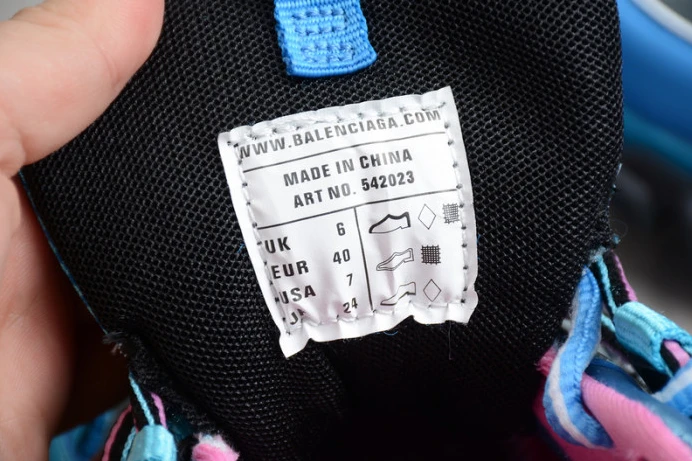 WWW.BALENCIAGA.COM
MADE IN CHINA
ART NO. 542023
UK 6
EUR 40
USA 7
24